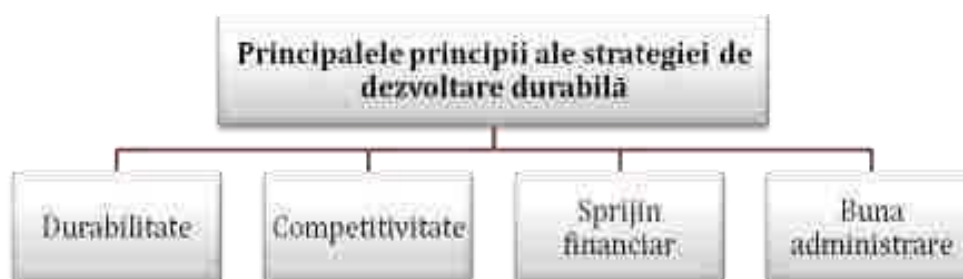 Principalele principii ale strategiei de
dezvoltare durabilă
Durabilitate
Competitivitate
Sprijin
financiar
Buna
administrare